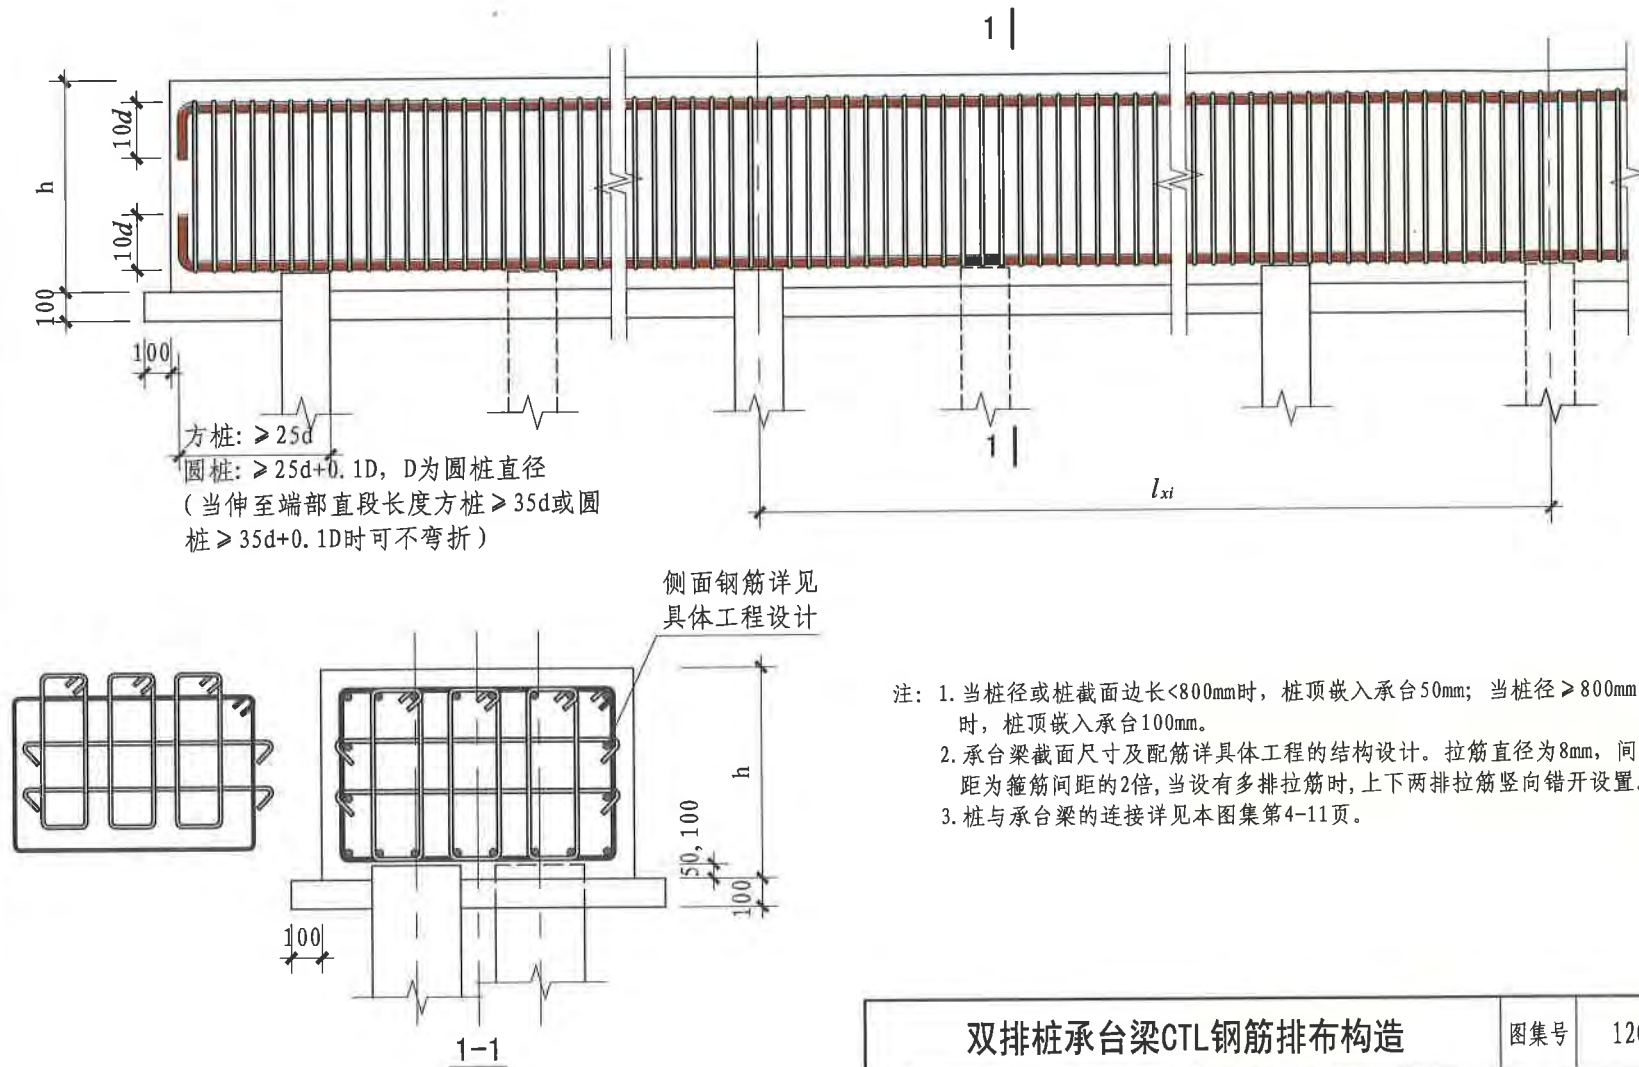 1
10d
h
10d
100
100
方桩: ≥25d
圆桩: ≥25d+0.1D, D为圆桩直径
(当伸至端部直段长度方桩≥35d或圆
桩≥35d+0.1D时可不弯折)
1
lxi
侧面钢筋详见
具体工程设计
h
50,100
100
100
1-1
注: 1.当桩径或桩截面边长<800mm时, 桩顶嵌入承台50mm; 当桩径≥800mm
时, 桩顶嵌入承台100mm。
2.承台梁截面尺寸及配筋详具体工程的结构设计。拉筋直径为8mm, 间
距为箍筋间距的2倍,当设有多排拉筋时,上下两排拉筋竖向错开设置.
3.桩与承台梁的连接详见本图集第4-11页。
双排桩承台梁CTL钢筋排布构造
图集号